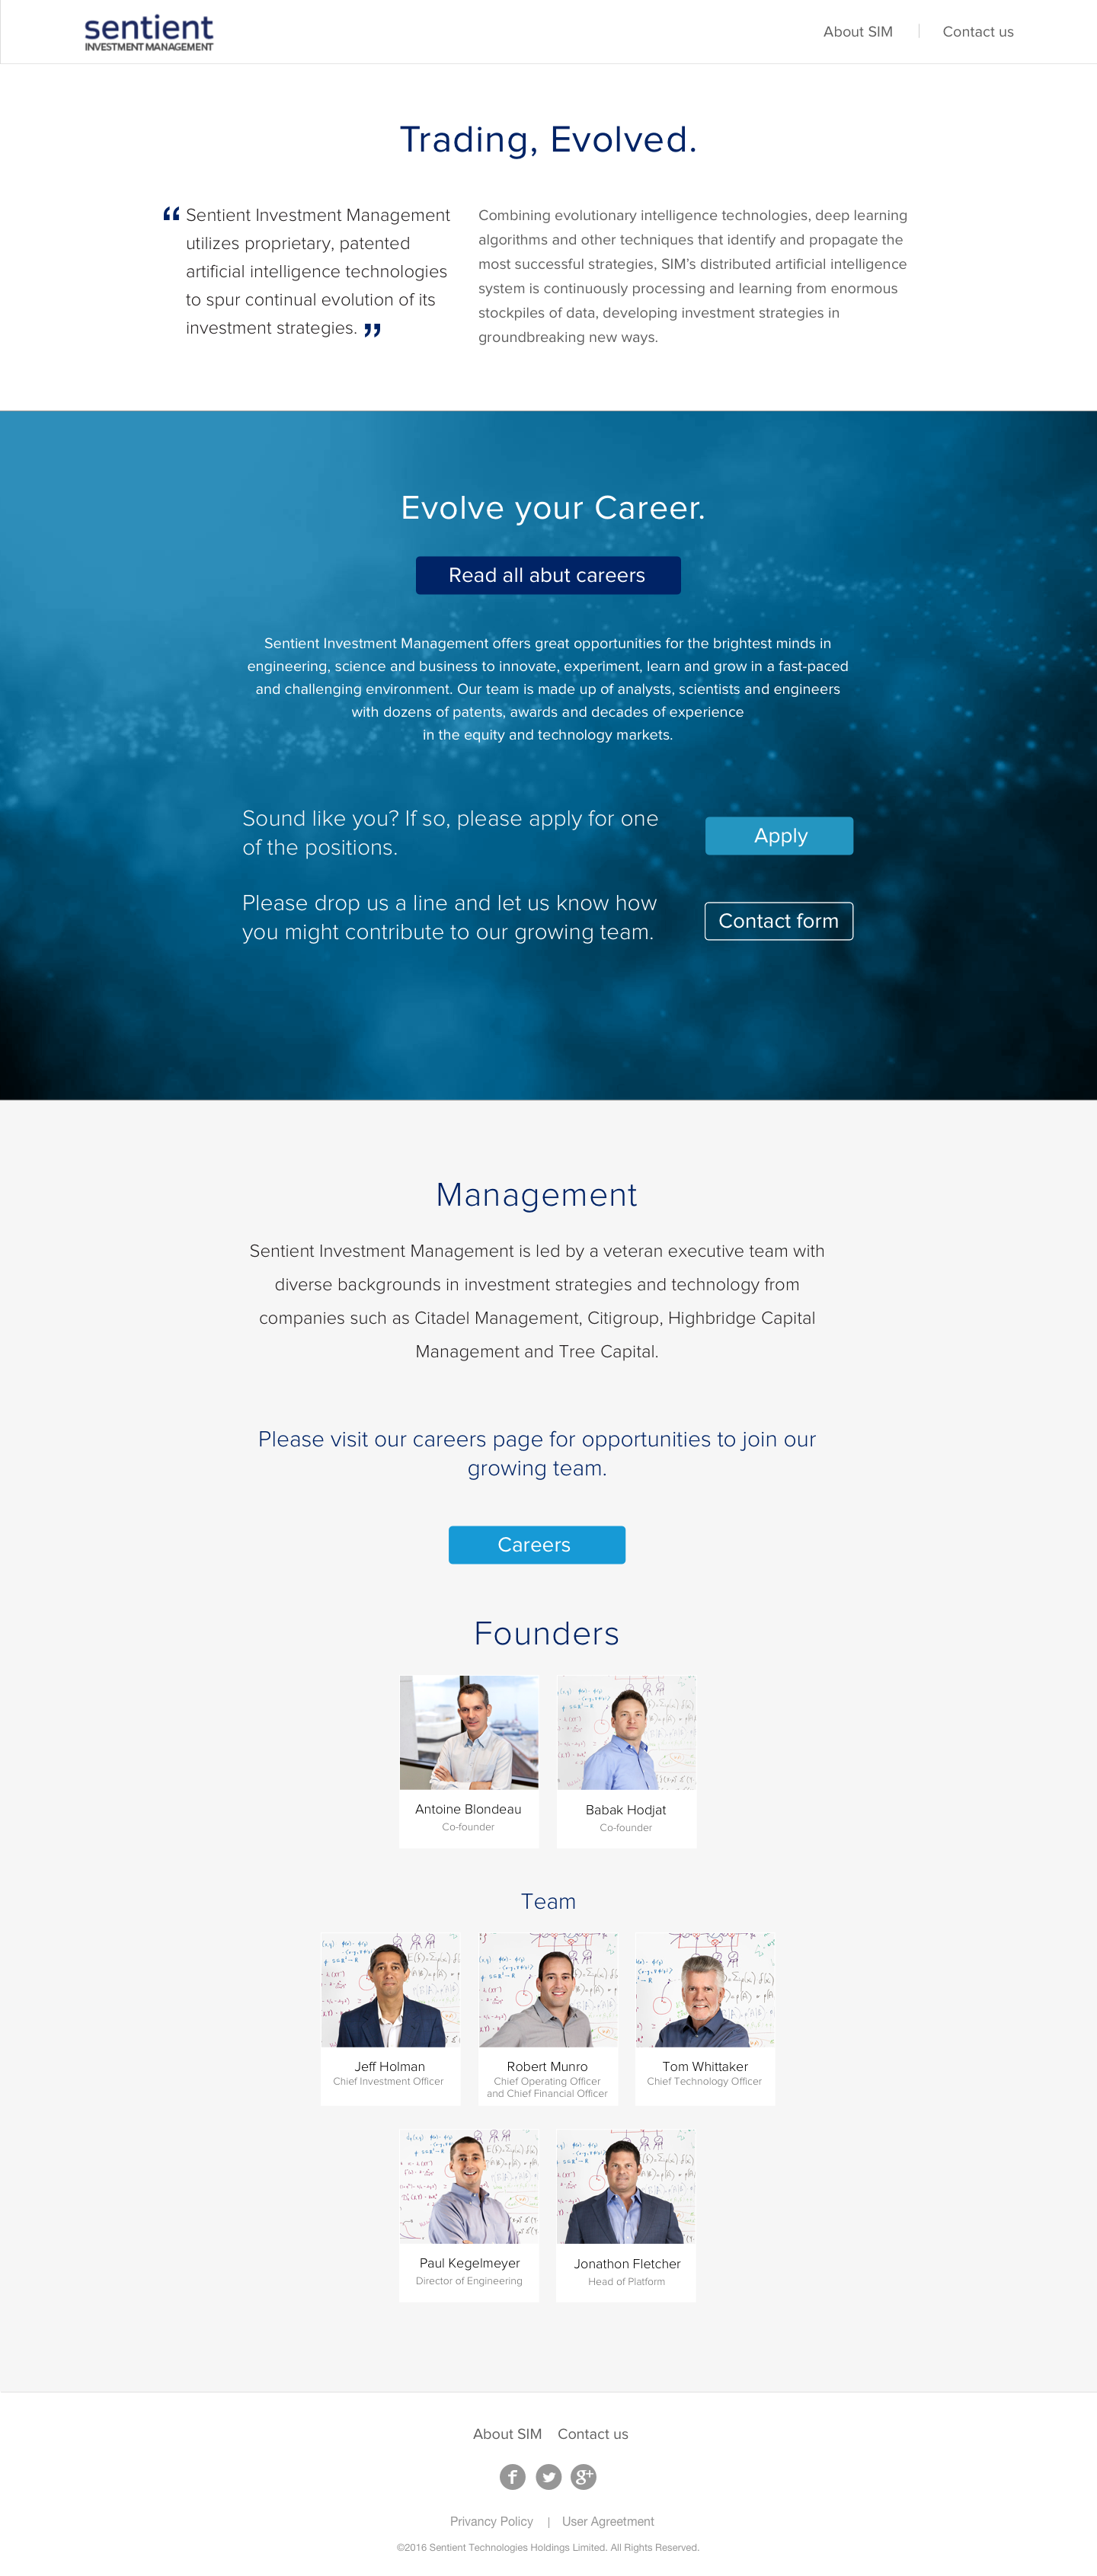 sentient
INVESTMENT MANAGEMENT
About SIM | Contact us
Trading, Evolved.
“ Sentient Investment Management
utilizes proprietary, patented
artificial intelligence technologies
to spur continual evolution of its
investment strategies. ”
Combining evolutionary intelligence technologies, deep learning
algorithms and other techniques that identify and propagate the
most successful strategies, SIM’s distributed artificial intelligence
system is continuously processing and learning from enormous
stockpiles of data, developing investment strategies in
groundbreaking new ways.
Evolve your Career.
Read all abut careers
Sentient Investment Management offers great opportunities for the brightest minds in
engineering, science and business to innovate, experiment, learn and grow in a fast-paced
and challenging environment. Our team is made up of analysts, scientists and engineers
with dozens of patents, awards and decades of experience
in the equity and technology markets.
Sound like you? If so, please apply for one
of the positions.
Apply
Please drop us a line and let us know how
you might contribute to our growing team.
Contact form
Management
Sentient Investment Management is led by a veteran executive team with
diverse backgrounds in investment strategies and technology from
companies such as Citadel Management, Citigroup, Highbridge Capital
Management and Tree Capital.
Please visit our careers page for opportunities to join our
growing team.
Careers
Founders
Antoine Blondeau
Co-founder
Babak Hodjat
Co-founder
Team
Jeff Holman
Chief Investment Officer
Robert Munro
Chief Operating Officer
and Chief Financial Officer
Tom Whittaker
Chief Technology Officer
Paul Kegelmeyer
Director of Engineering
Jonathon Fletcher
Head of Platform
About SIM Contact us
f g+
Privancy Policy | User Agreetment
©2016 Sentient Technologies Holdings Limited. All Rights Reserved.